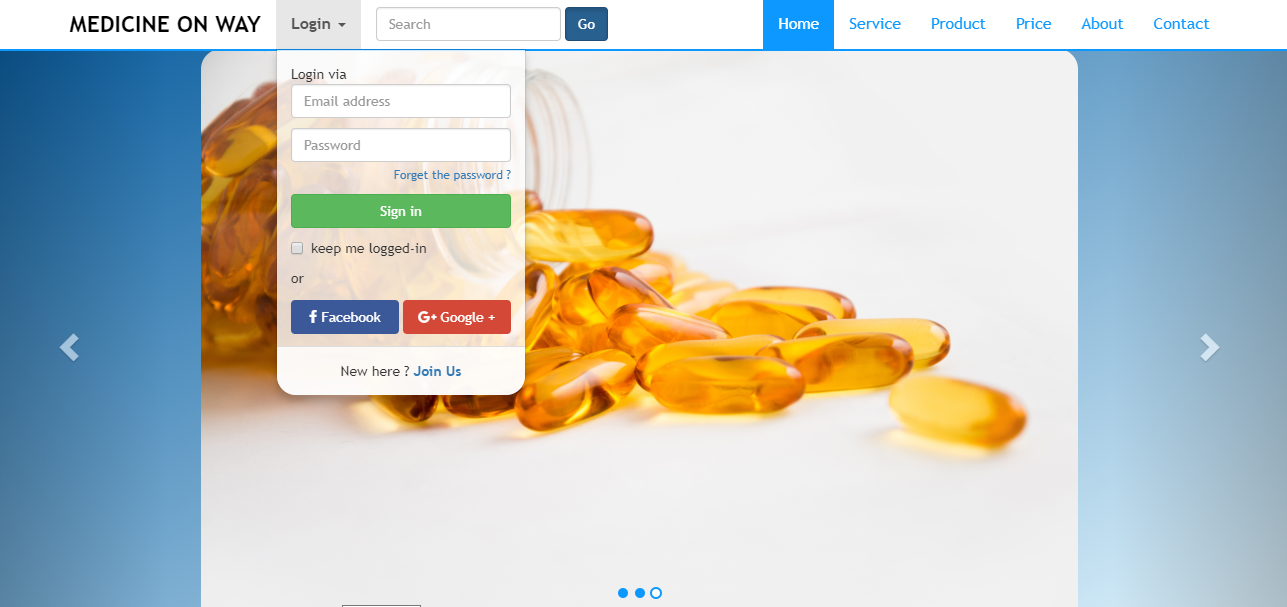 MEDICINE ON WAY Login Search Go Home Service Product Price About Contact
Login via
Email address
Password
Forget the password ?
Sign in
keep me logged-in
or
Facebook G+ Google +
New here ? Join Us